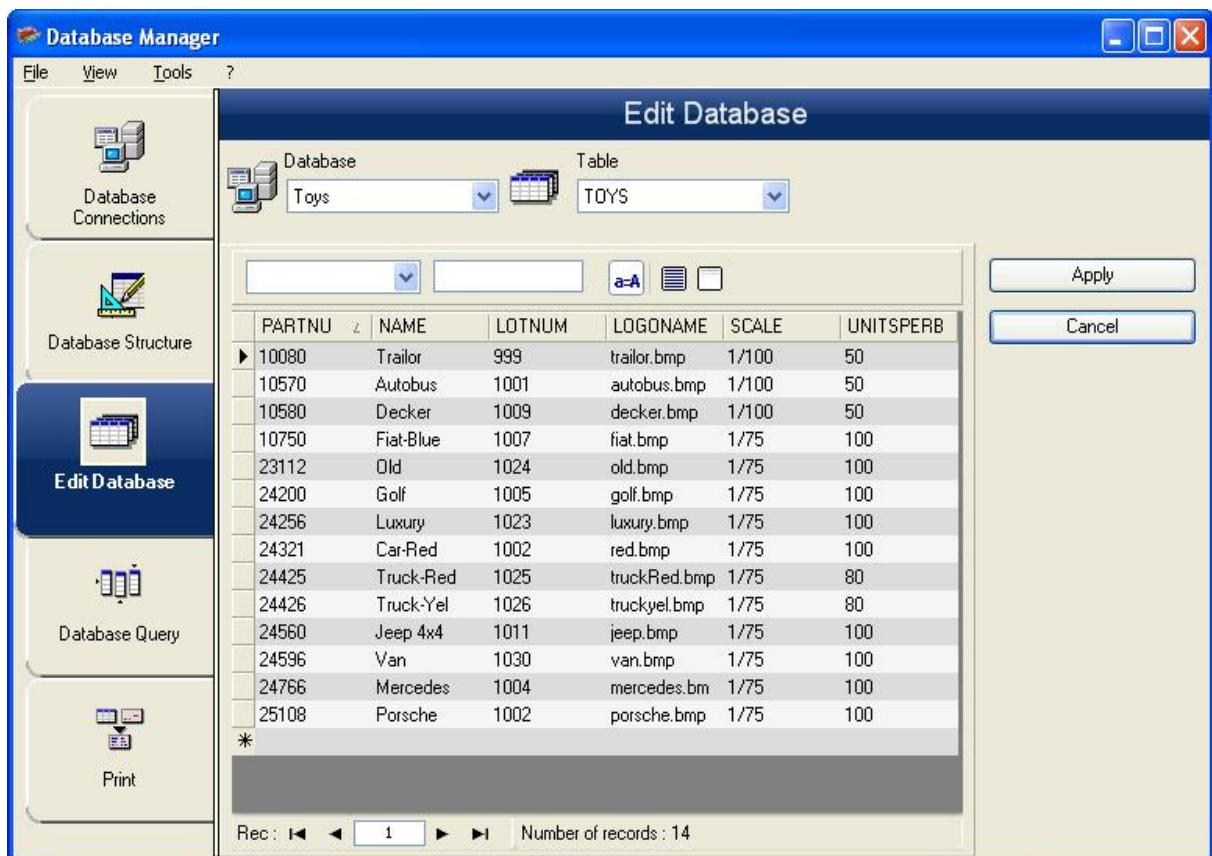 Database Manager
File View Tools ?
Edit Database
Database Connections
Database Structure
Edit Database
Database Query
Print
Database Table
Toys TOYS
a=A
Apply
Cancel
PARTNU NAME LOTNUM LOGONAME SCALE UNITSPERB
10080 Trailor 999 trailor.bmp 1/100 50
10570 Autobus 1001 autobus.bmp 1/100 50
10580 Decker 1009 decker.bmp 1/100 50
10750 Fiat-Blue 1007 fiat.bmp 1/75 100
23112 Old 1024 old.bmp 1/75 100
24200 Golf 1005 golf.bmp 1/75 100
24256 Luxury 1023 luxury.bmp 1/75 100
24321 Car-Red 1002 red.bmp 1/75 100
24425 Truck-Red 1025 truckRed.bmp 1/75 80
24426 Truck-Yel 1026 truckyel.bmp 1/75 80
24560 Jeep 4x4 1011 jeep.bmp 1/75 100
24596 Van 1030 van.bmp 1/75 100
24766 Mercedes 1004 mercedes.bm 1/75 100
25108 Porsche 1002 porsche.bmp 1/75 100
Rec : 1 Number of records : 14